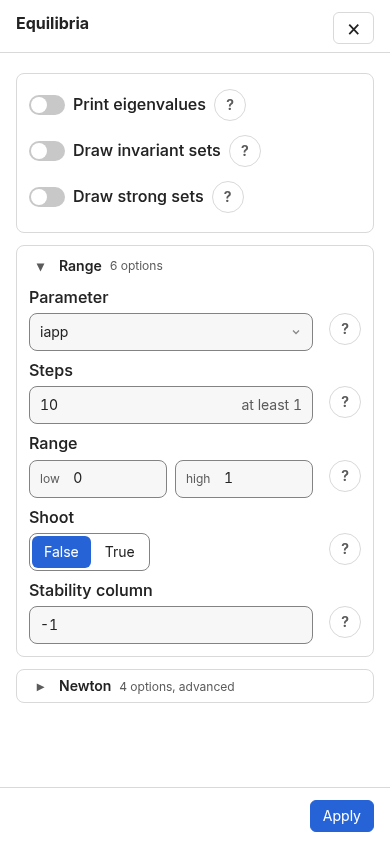 Equilibria ×
Print eigenvalues ?
Draw invariant sets ?
Draw strong sets ?
▼ Range 6 options
Parameter
iapp ?
Steps
10 at least 1 ?
Range
low 0 high 1 ?
Shoot
False True ?
Stability column
-1 ?
► Newton 4 options, advanced
Apply